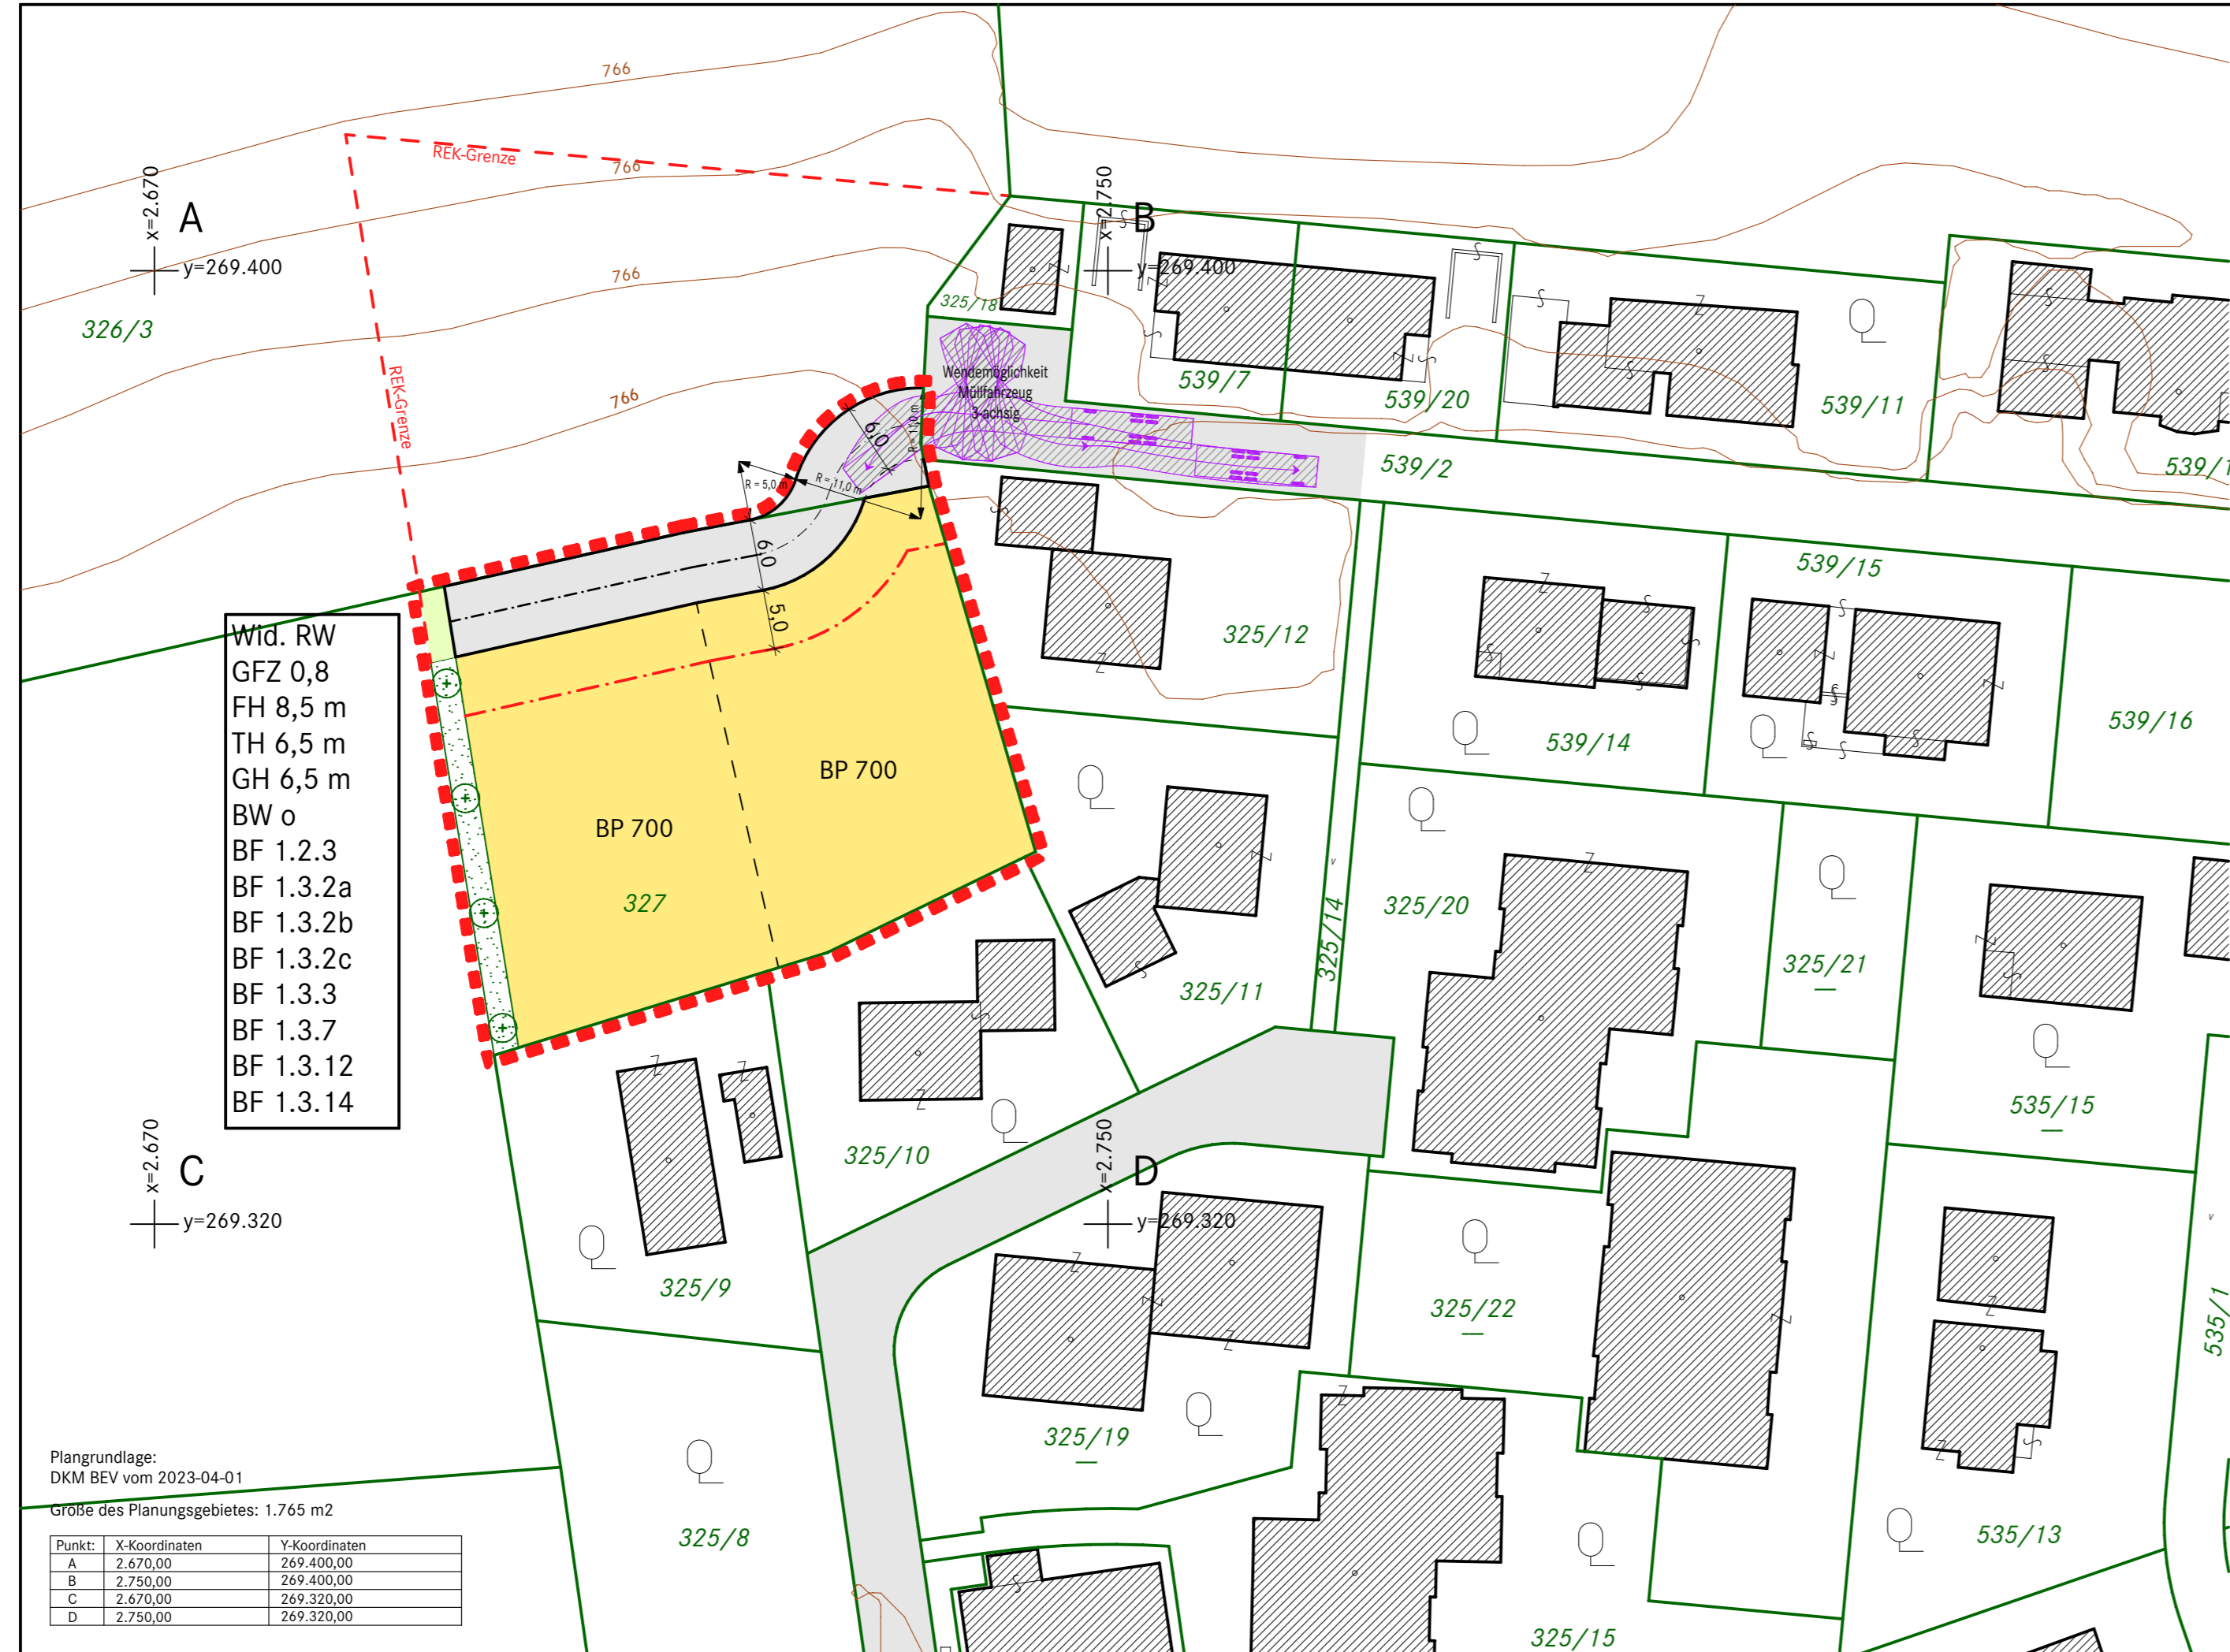 766
REK-Grenze
766
x=2.670
A
y=269.400
x=2.750
B
y=269.400
766
326/3
325/18
Wendemöglichkeit
Müllfahrzeug
3-achsig
539/7
539/20
539/11
REK-Grenze
766
6,0
R = 11,0 m
539/2
539/1
R = 5,0 m
R = 11,0 m
6,0
539/15
5,0
325/12
539/14
539/16
Wid. RW
GFZ 0,8
FH 8,5 m
TH 6,5 m
GH 6,5 m
BW o
BF 1.2.3
BF 1.3.2a
BF 1.3.2b
BF 1.3.2c
BF 1.3.3
BF 1.3.7
BF 1.3.12
BF 1.3.14
BP 700
BP 700
327
325/20
325/14
325/21
325/11
535/15
325/10
x=2.670
C
y=269.320
x=2.750
D
y=269.320
325/9
325/22
535/1
325/19
325/8
535/13
325/15
Plangrundlage:
DKM BEV vom 2023-04-01
Größe des Planungsgebietes: 1.765 m2
Punkt: X-Koordinaten Y-Koordinaten
A 2.670,00 269.400,00
B 2.750,00 269.400,00
C 2.670,00 269.320,00
D 2.750,00 269.320,00